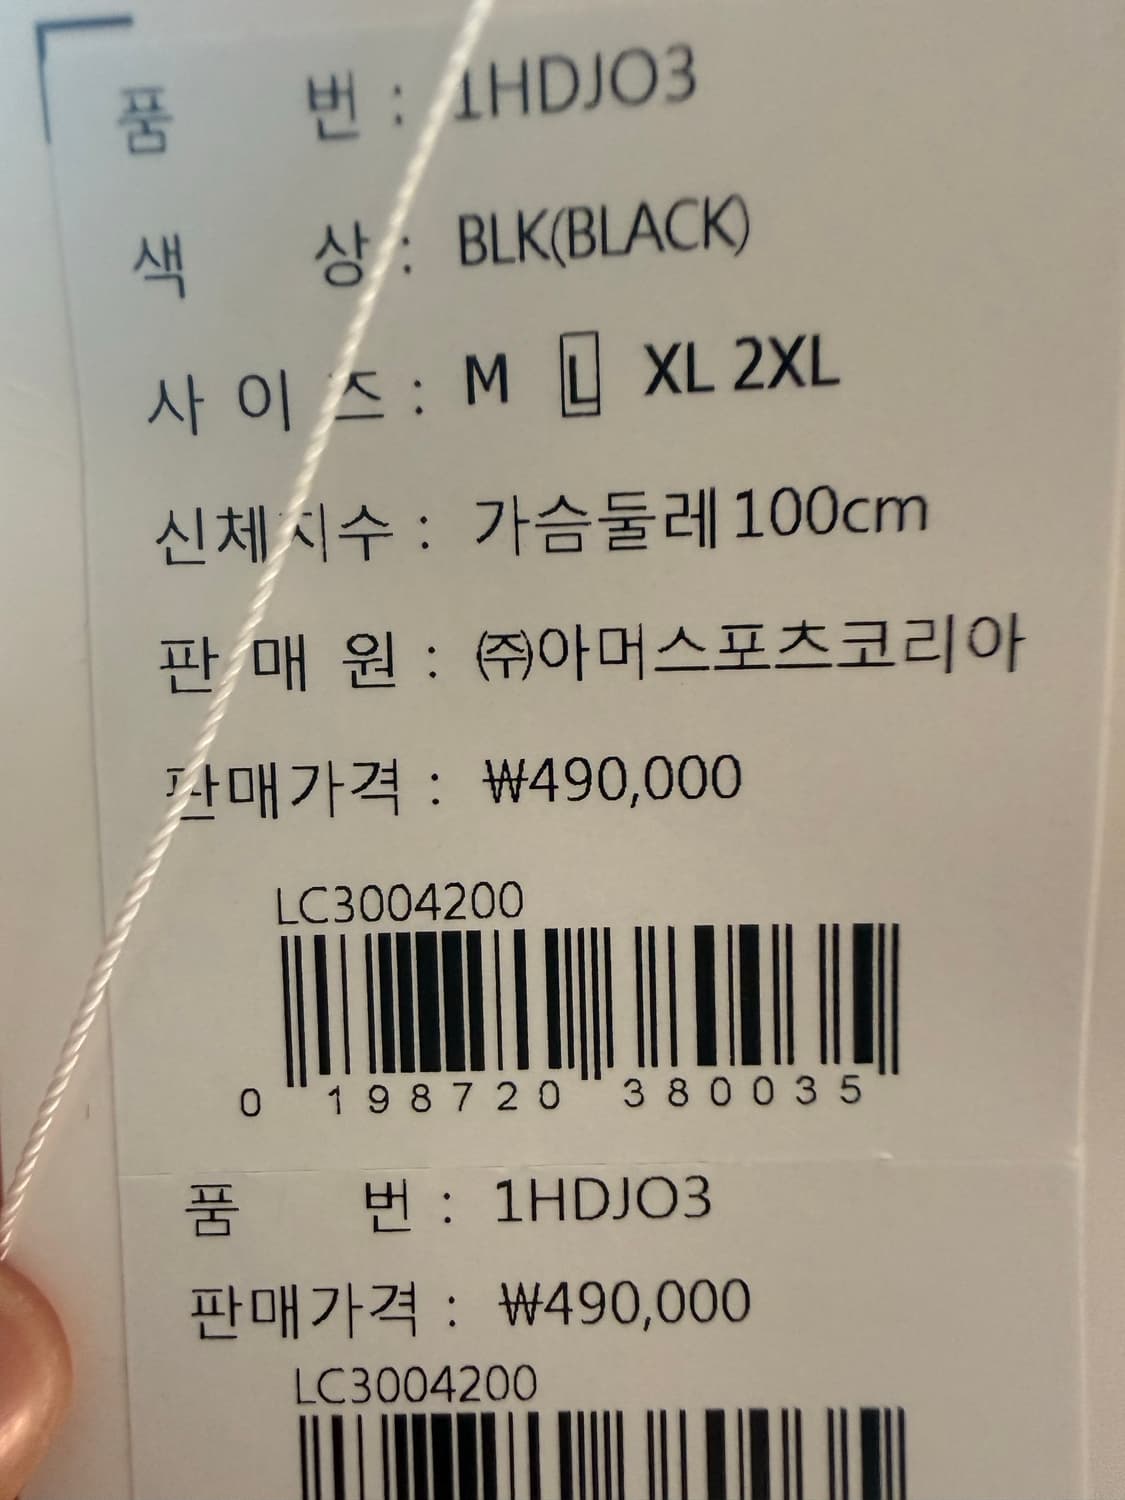 품 번 : 1HDJO3
색 상 : BLK(BLACK)
사 이 즈 : M L XL 2XL
신체치수 : 가슴둘레 100cm
판 매 원 : ㈜아머스포츠코리아
판매가격 : ₩490,000
LC3004200
0 198720 380035
품 번 : 1HDJO3
판매가격 : ₩490,000
LC3004200